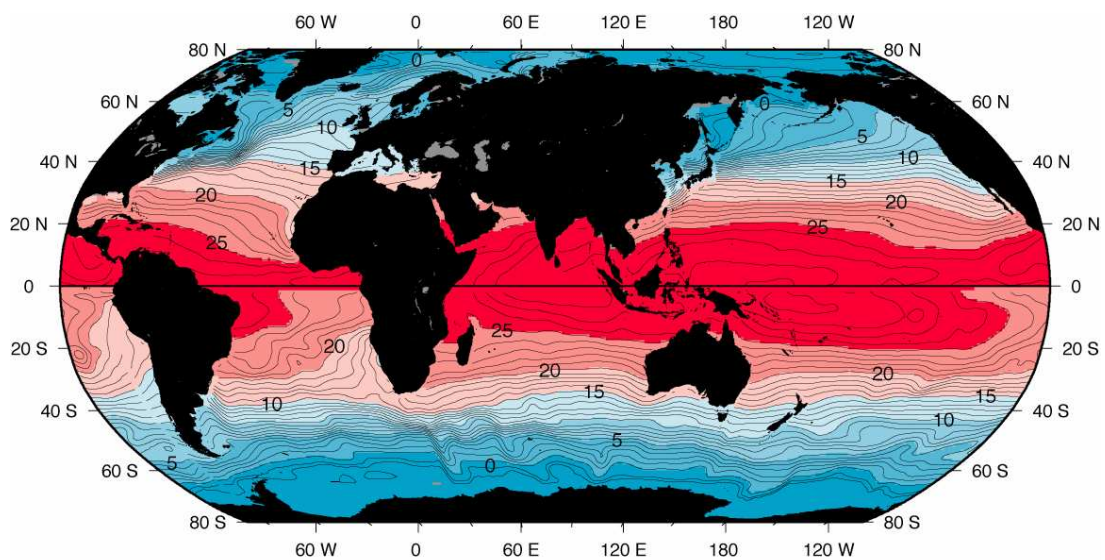 60 W 0 60 E 120 E 180 120 W
80 N 0 80 N
60 N 5 0 60 N
10 5 10
40 N 15 15 40 N
20 20
20 N 25 25 20 N
0 0
20 S 20 25 20 20 S
10 15 20 15
40 S 5 10 40 S
60 S 5 0 5 60 S
80 S 80 S
60 W 0 60 E 120 E 180 120 W